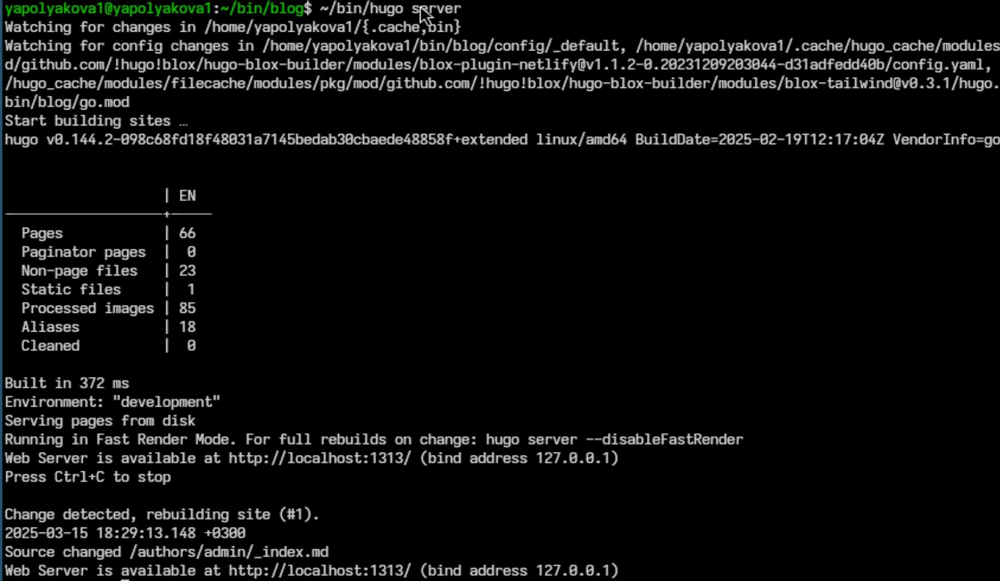 yapolyakova1@yapolyakova1:~/bin/blog$ ~/bin/hugo server
Watching for changes in /home/yapolyakova1/{.cache,bin}
Watching for config changes in /home/yapolyakova1/bin/blog/config/_default, /home/yapolyakova1/.cache/hugo_cache/modules
d/github.com/!hugo!blox/hugo-blox-builder/modules/blox-plugin-netlify@v1.1.2-0.20231209203044-d31adfedd40b/config.yaml,
/hugo_cache/modules/filecache/modules/pkg/mod/github.com/!hugo!blox/hugo-blox-builder/modules/blox-tailwind@v0.3.1/hugo.
bin/blog/go.mod
Start building sites …
hugo v0.144.2-098c68fd18f48031a7145bedab30cbaede48858f+extended linux/amd64 BuildDate=2025-02-19T12:17:04Z VendorInfo=go
| EN
-------------------+-----
Pages | 66
Paginator pages | 0
Non-page files | 23
Static files | 1
Processed images | 85
Aliases | 18
Cleaned | 0
Built in 372 ms
Environment: "development"
Serving pages from disk
Running in Fast Render Mode. For full rebuilds on change: hugo server --disableFastRender
Web Server is available at http://localhost:1313/ (bind address 127.0.0.1)
Press Ctrl+C to stop
Change detected, rebuilding site (#1).
2025-03-15 18:29:13.148 +0300
Source changed /authors/admin/_index.md
Web Server is available at http://localhost:1313/ (bind address 127.0.0.1)